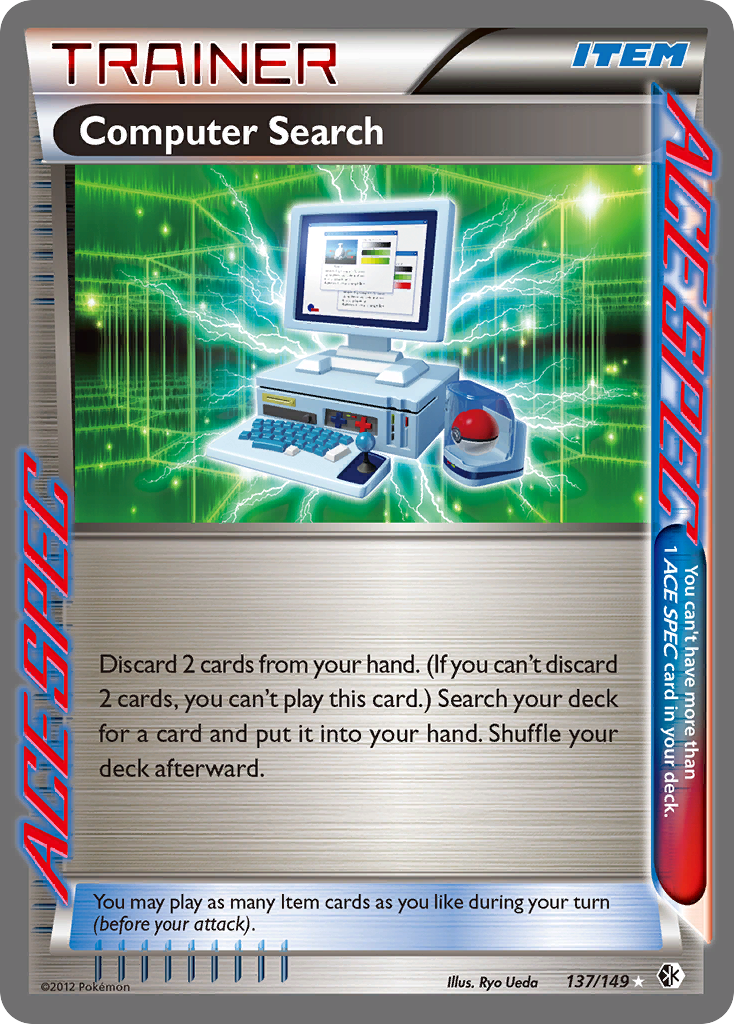 TRAINER
ITEM
Computer Search
ACE SPEC
You can't have more than
1 ACE SPEC card in your deck.
ACE SPEC
Discard 2 cards from your hand. (If you can't discard
2 cards, you can't play this card.) Search your deck
for a card and put it into your hand. Shuffle your
deck afterward.
You may play as many Item cards as you like during your turn
(before your attack).
©2012 Pokémon
Illus. Ryo Ueda
137/149